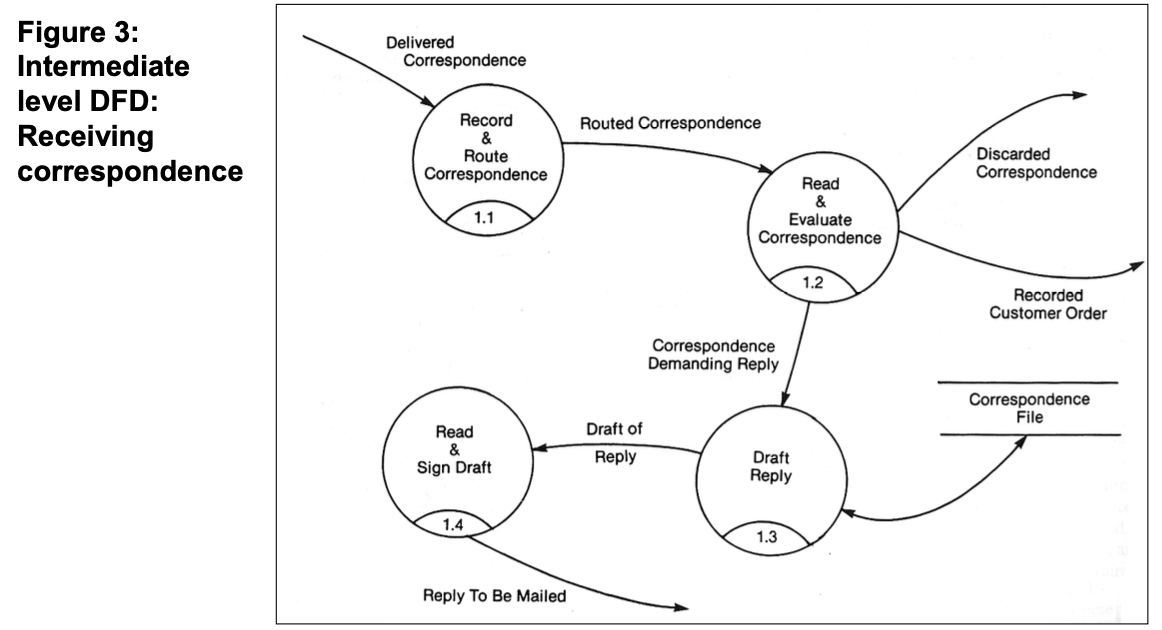 Figure 3:
Intermediate
level DFD:
Receiving
correspondence
Delivered
Correspondence
Record
&
Route
Correspondence
1.1
Routed Correspondence
Read
&
Evaluate
Correspondence
1.2
Discarded
Correspondence
Recorded
Customer Order
Correspondence
Demanding Reply
Correspondence
File
Draft
Reply
1.3
Draft of
Reply
Read
&
Sign Draft
1.4
Reply To Be Mailed